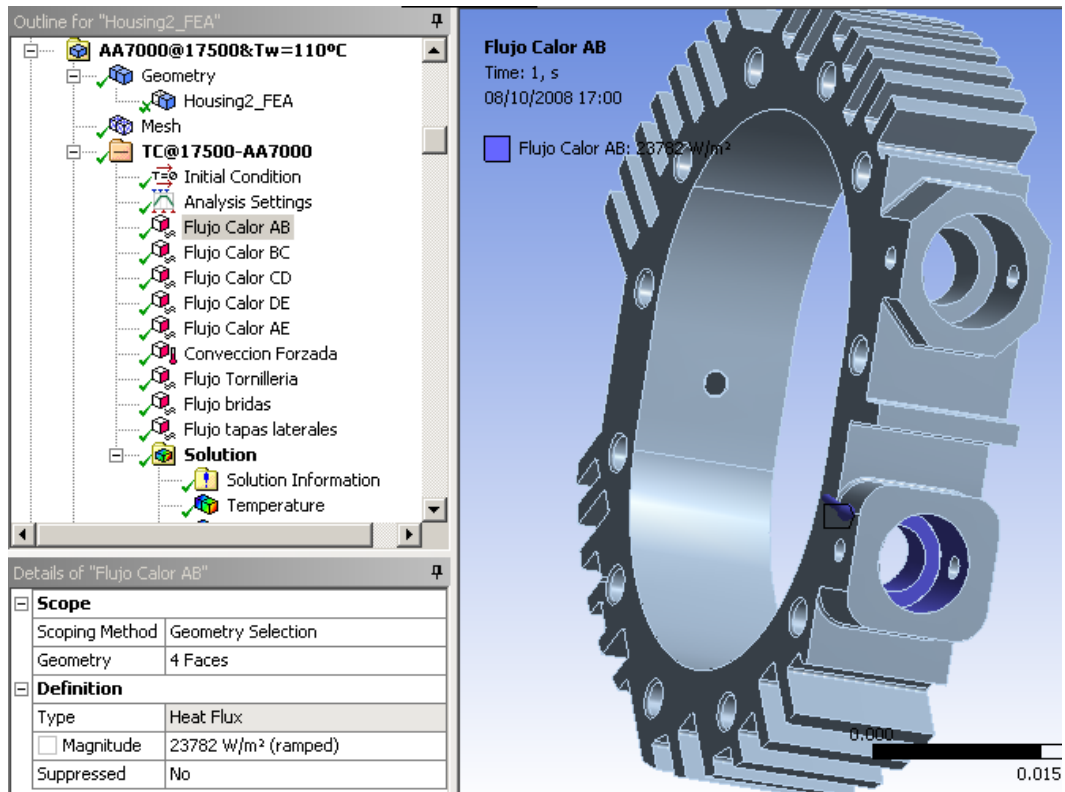 Outline for "Housing2_FEA"
AA7000@17500&Tw=110ºC
Geometry
Housing2_FEA
Mesh
TC@17500-AA7000
T=0 Initial Condition
Analysis Settings
Flujo Calor AB
Flujo Calor BC
Flujo Calor CD
Flujo Calor DE
Flujo Calor AE
Conveccion Forzada
Flujo Tornilleria
Flujo bridas
Flujo tapas laterales
Solution
Solution Information
Temperature
Details of "Flujo Calor AB"
Scope
Scoping Method Geometry Selection
Geometry 4 Faces
Definition
Type Heat Flux
Magnitude 23782 W/m² (ramped)
Suppressed No
Flujo Calor AB
Time: 1, s
08/10/2008 17:00
Flujo Calor AB: 23782 W/m²
0.000
0.015